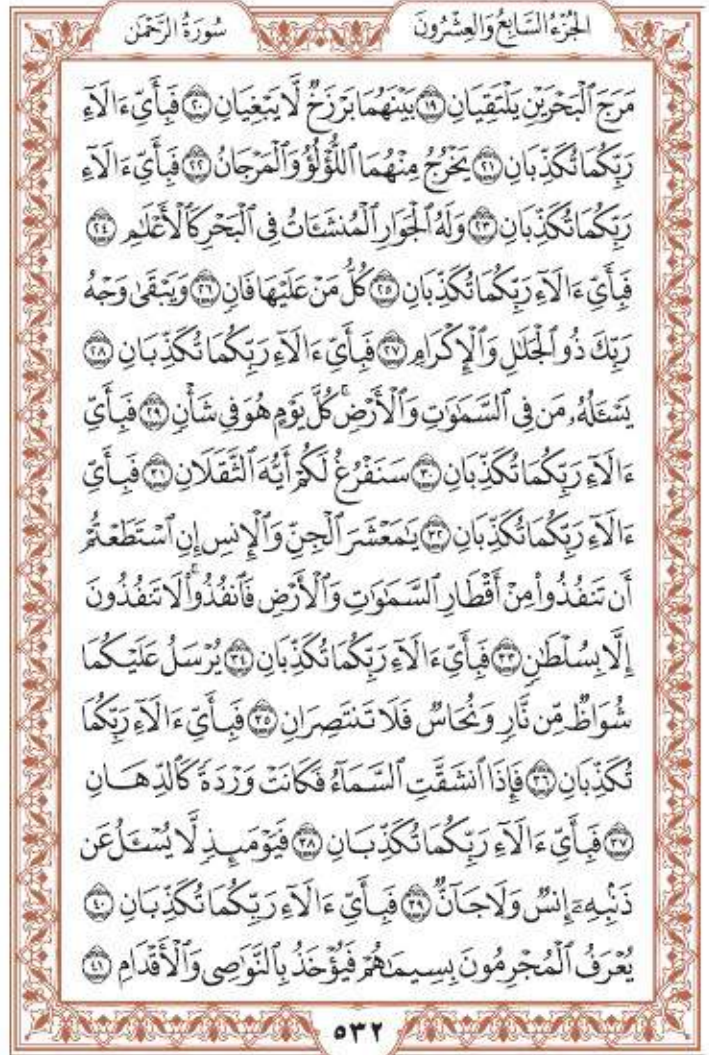 الجُزْءُ السَّابِعُ وَالعِشْرُونَ سُورَةُ الرَّحْمَٰن
مَرَجَ ٱلْبَحْرَيْنِ يَلْتَقِيَانِ ١٩ بَيْنَهُمَا بَرْزَخٌ لَّا يَبْغِيَانِ ٢٠ فَبِأَيِّ ءَالَآءِ
رَبِّكُمَا تُكَذِّبَانِ ٢١ يَخْرُجُ مِنْهُمَا ٱللُّؤْلُؤُ وَٱلْمَرْجَانُ ٢٢ فَبِأَيِّ ءَالَآءِ
رَبِّكُمَا تُكَذِّبَانِ ٢٣ وَلَهُ ٱلْجَوَارِ ٱلْمُنشَـَٔاتُ فِى ٱلْبَحْرِ كَٱلْأَعْلَٰمِ ٢٤
فَبِأَيِّ ءَالَآءِ رَبِّكُمَا تُكَذِّبَانِ ٢٥ كُلُّ مَنْ عَلَيْهَا فَانٍ ٢٦ وَيَبْقَىٰ وَجْهُ
رَبِّكَ ذُو ٱلْجَلَٰلِ وَٱلْإِكْرَامِ ٢٧ فَبِأَيِّ ءَالَآءِ رَبِّكُمَا تُكَذِّبَانِ ٢٨
يَسْـَٔلُهُۥ مَن فِى ٱلسَّمَٰوَٰتِ وَٱلْأَرْضِ ۚ كُلَّ يَوْمٍ هُوَ فِى شَأْنٍ ٢٩ فَبِأَيِّ
ءَالَآءِ رَبِّكُمَا تُكَذِّبَانِ ٣٠ سَنَفْرُغُ لَكُمْ أَيُّهَ ٱلثَّقَلَانِ ٣١ فَبِأَيِّ
ءَالَآءِ رَبِّكُمَا تُكَذِّبَانِ ٣٢ يَٰمَعْشَرَ ٱلْجِنِّ وَٱلْإِنسِ إِنِ ٱسْتَطَعْتُمْ
أَن تَنفُذُوا۟ مِنْ أَقْطَارِ ٱلسَّمَٰوَٰتِ وَٱلْأَرْضِ فَٱنفُذُوا۟ ۚ لَا تَنفُذُونَ
إِلَّا بِسُلْطَٰنٍ ٣٣ فَبِأَيِّ ءَالَآءِ رَبِّكُمَا تُكَذِّبَانِ ٣٤ يُرْسَلُ عَلَيْكُمَا
شُوَاظٌ مِّن نَّارٍ وَنُحَاسٌ فَلَا تَنتَصِرَانِ ٣٥ فَبِأَيِّ ءَالَآءِ رَبِّكُمَا
تُكَذِّبَانِ ٣٦ فَإِذَا ٱنشَقَّتِ ٱلسَّمَآءُ فَكَانَتْ وَرْدَةً كَٱلدِّهَانِ
٣٧ فَبِأَيِّ ءَالَآءِ رَبِّكُمَا تُكَذِّبَانِ ٣٨ فَيَوْمَئِذٍ لَّا يُسْـَٔلُ عَن
ذَنۢبِهِۦٓ إِنسٌ وَلَا جَآنٌّ ٣٩ فَبِأَيِّ ءَالَآءِ رَبِّكُمَا تُكَذِّبَانِ ٤٠
يُعْرَفُ ٱلْمُجْرِمُونَ بِسِيمَٰهُمْ فَيُؤْخَذُ بِٱلنَّوَٰصِى وَٱلْأَقْدَامِ ٤١
٥٣٢